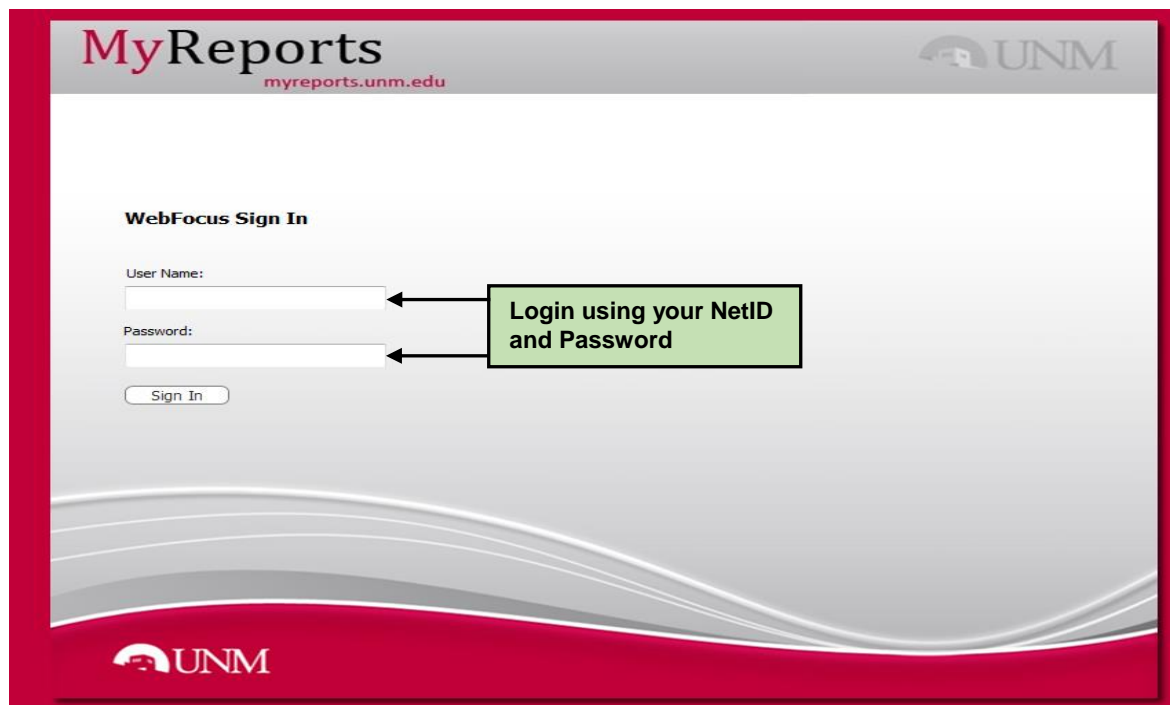 MyReports
myreports.unm.edu
UNM
WebFocus Sign In
User Name:
Login using your NetID
and Password
Password:
Sign In
UNM